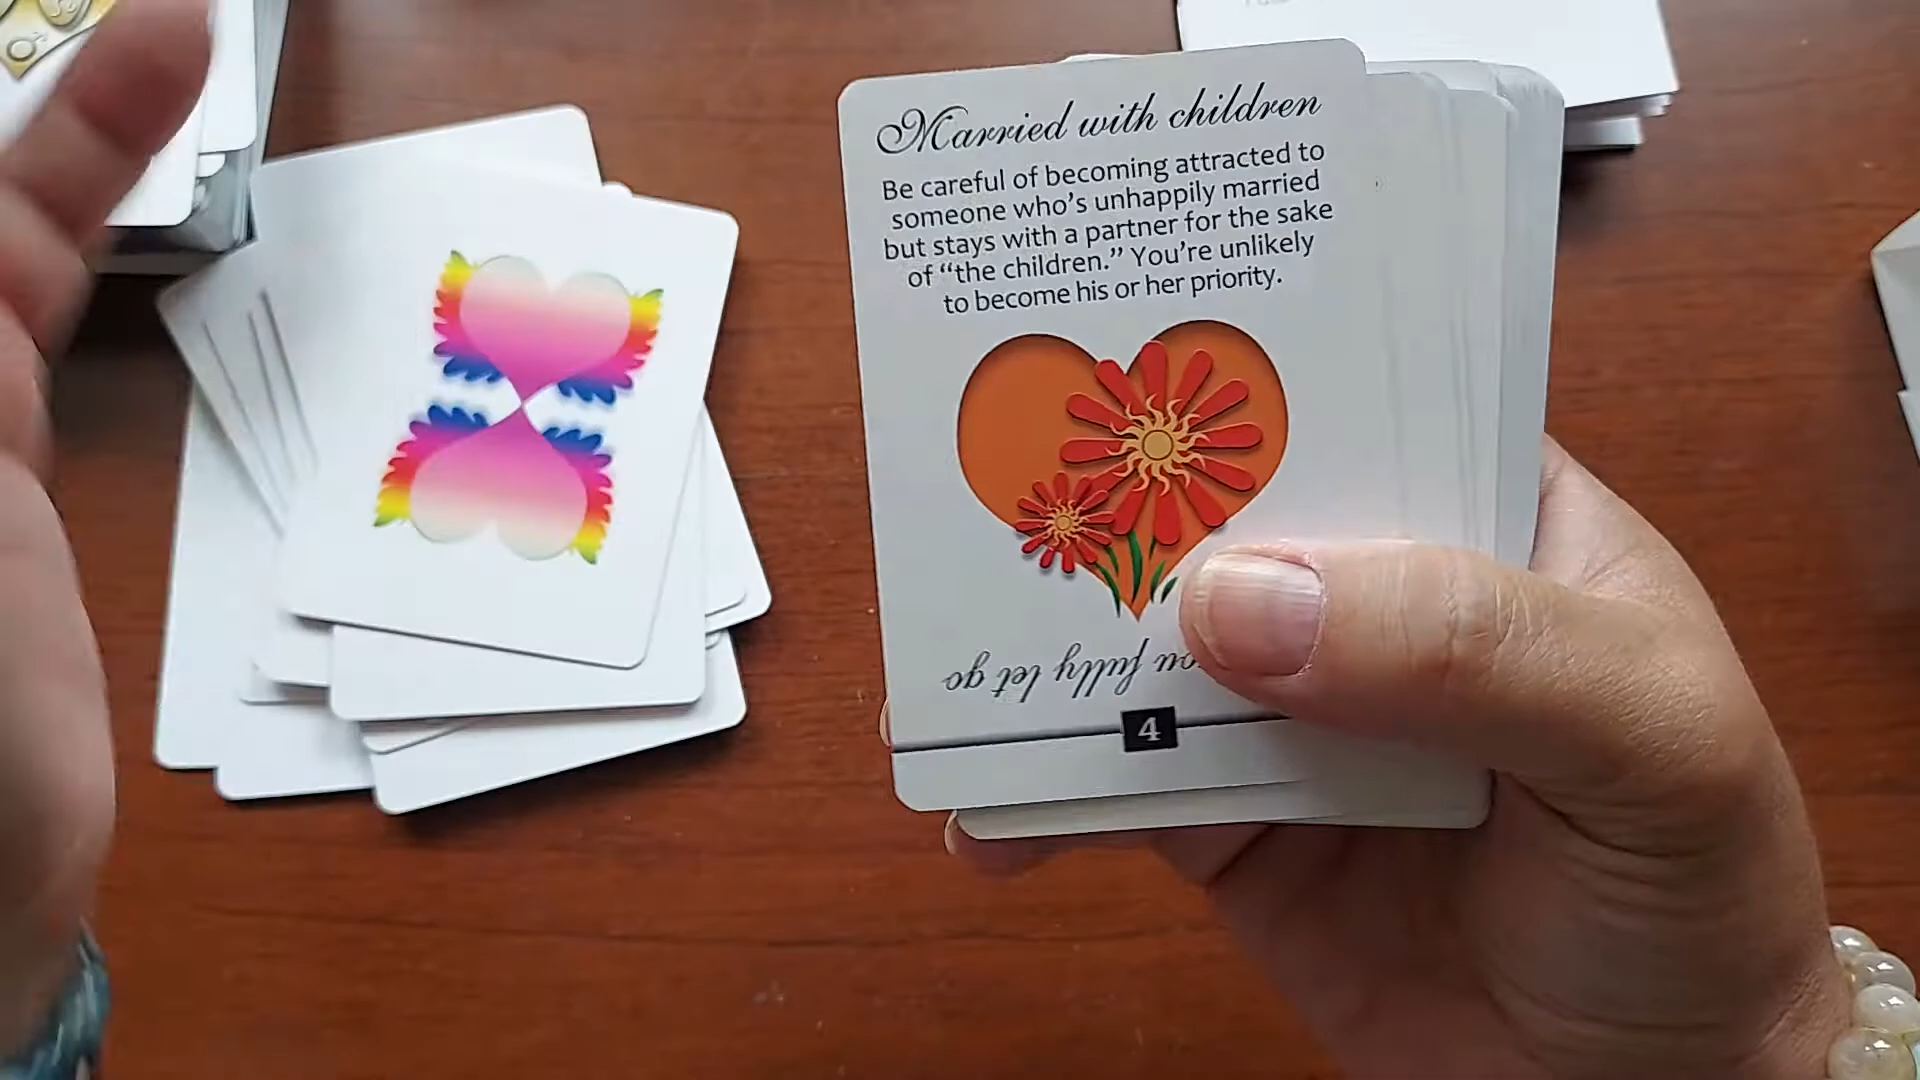 Married with children
Be careful of becoming attracted to
someone who's unhappily married
but stays with a partner for the sake
of “the children.” You're unlikely
to become his or her priority.
fully let go
4